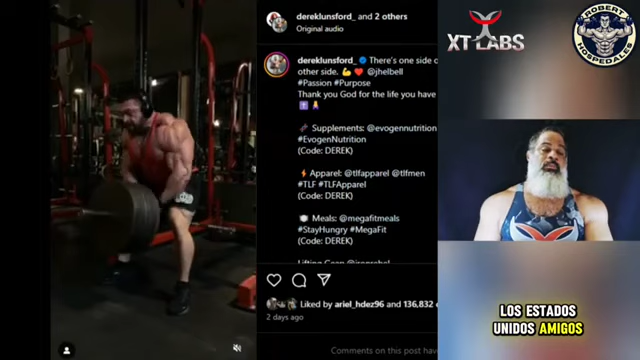 dereklunsford_ and 2 others
Original audio
dereklunsford_ There's one side o
other side. 💪 ❤️ @jhelbell
#Passion #Purpose
Thank you God for the life you have
✝️ 🙏
🧬 Supplements: @evogennutrition
#EvogenNutrition
(Code: DEREK)
⚡ Apparel: @tlfapparel @tlfmen
#TLF #TLFApparel
(Code: DEREK)
🍽️ Meals: @megafitmeals
#StayHungry #MegaFit
(Code: DEREK)
Liked by ariel_hdez96 and 136,832
2 days ago
Comments on this post have
XT LABS
ROBERT
HOSPEDALES
LOS ESTADOS
UNIDOS AMIGOS